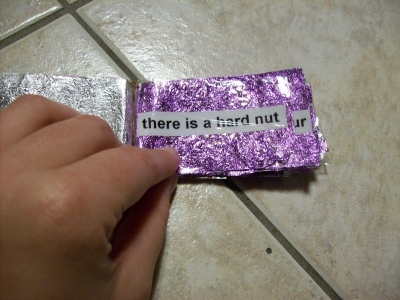 there is a hard nut
ur